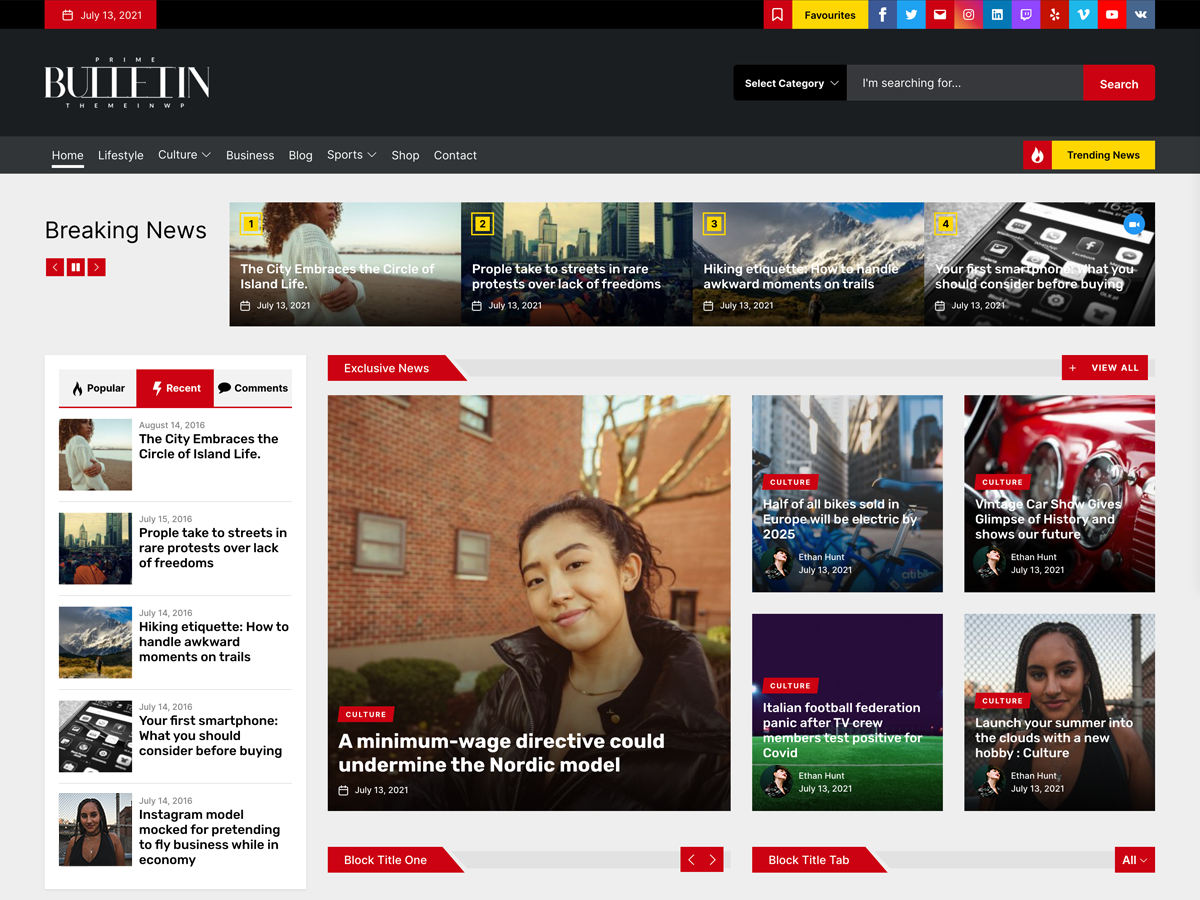 July 13, 2021
Favourites
PRIME
BULLETIN
THEMEINWP
Select Category
I'm searching for...
Search
Home
Lifestyle
Culture
Business
Blog
Sports
Shop
Contact
Trending News
Breaking News
1
The City Embraces the Circle of
Island Life.
July 13, 2021
2
Prople take to streets in rare
protests over lack of freedoms
July 13, 2021
3
Hiking etiquette: How to handle
awkward moments on trails
July 13, 2021
4
Your first smartphone: What you
should consider before buying
July 13, 2021
Popular
Recent
Comments
August 14, 2016
The City Embraces the
Circle of Island Life.
July 15, 2016
Prople take to streets in
rare protests over lack
of freedoms
July 14, 2016
Hiking etiquette: How to
handle awkward
moments on trails
July 14, 2016
Your first smartphone:
What you should
consider before buying
July 14, 2016
Instagram model
mocked for pretending
to fly business while in
economy
Exclusive News
+ VIEW ALL
CULTURE
A minimum-wage directive could
undermine the Nordic model
July 13, 2021
CULTURE
Half of all bikes sold in
Europe will be electric by
2025
Ethan Hunt
July 13, 2021
citi bike
CULTURE
Vintage Car Show Gives
Glimpse of History and
shows our future
Ethan Hunt
July 13, 2021
CULTURE
Italian football federation
panic after TV crew
members test positive for
Covid
Ethan Hunt
July 13, 2021
CULTURE
Launch your summer into
the clouds with a new
hobby : Culture
Ethan Hunt
July 13, 2021
Block Title One
Block Title Tab
All